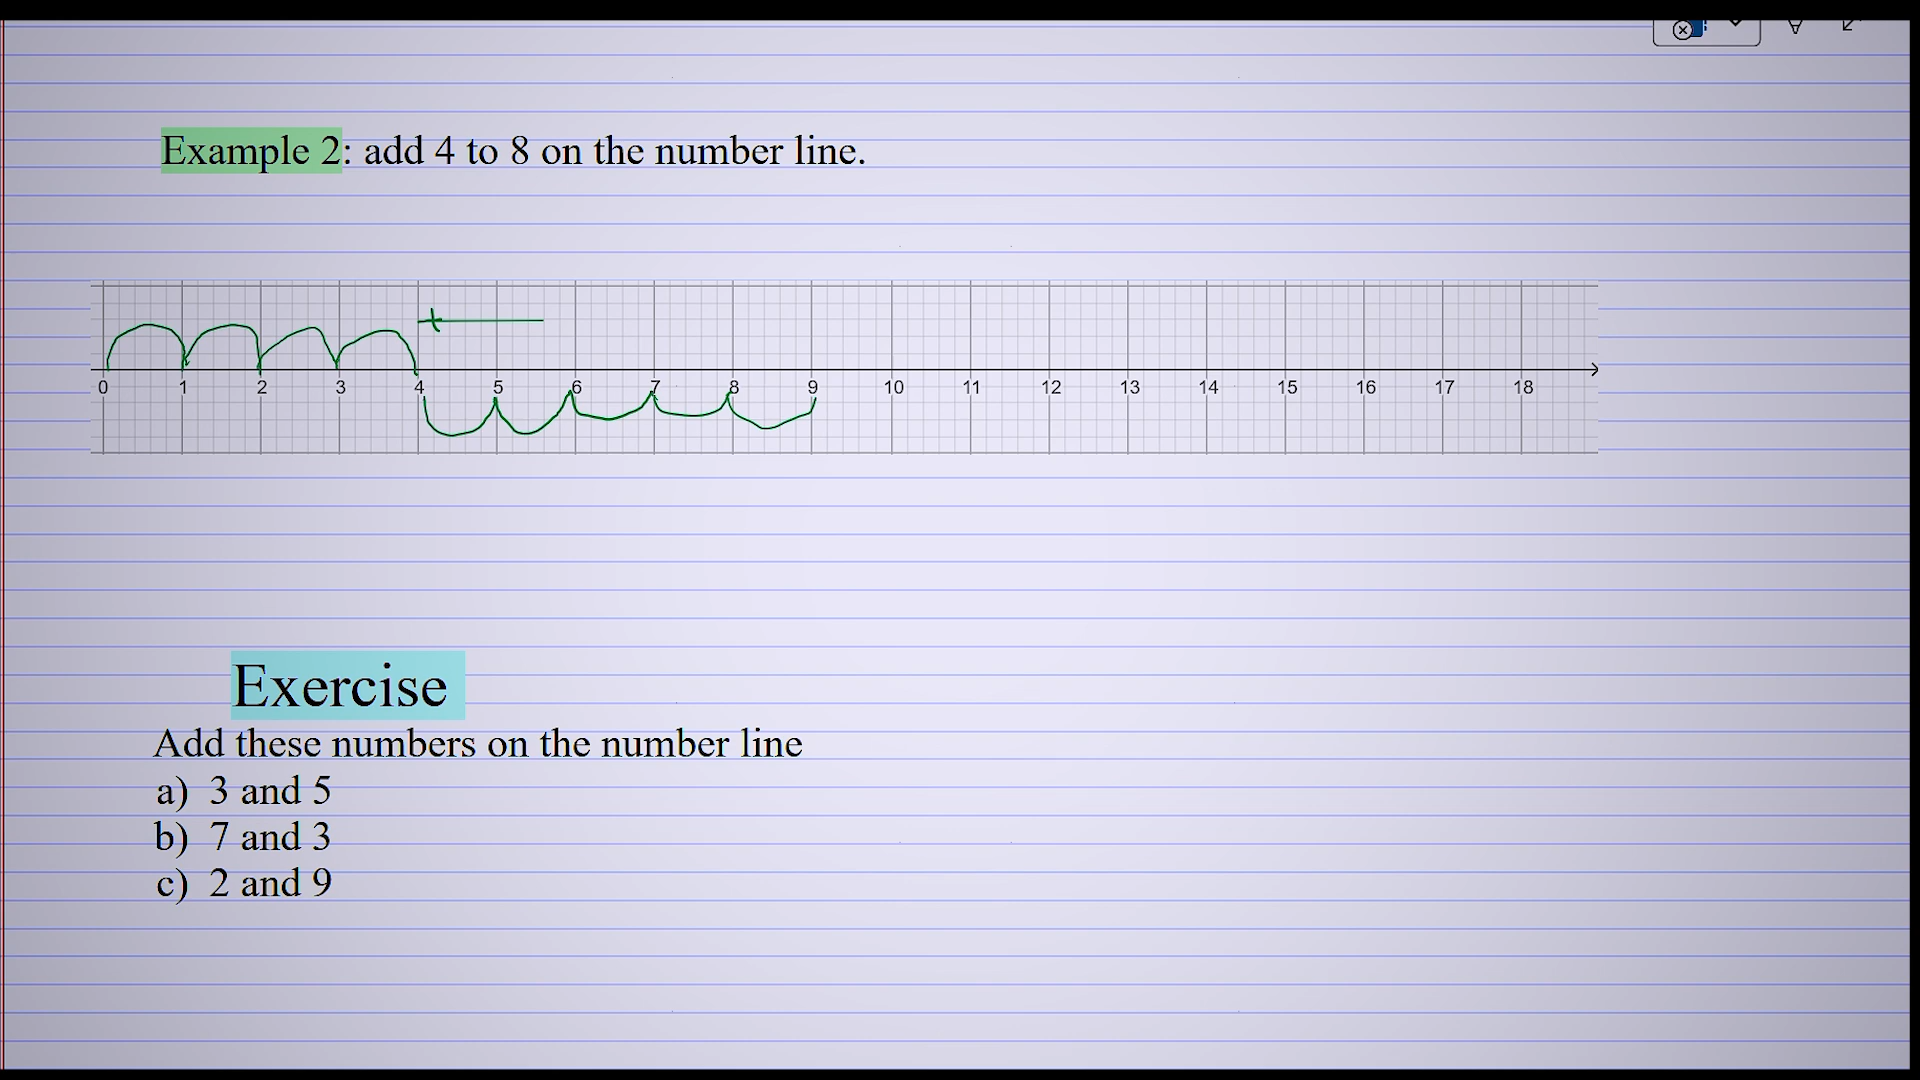 Example 2: add 4 to 8 on the number line.
0 1 2 3 4 5 6 7 8 9 10 11 12 13 14 15 16 17 18
Exercise
Add these numbers on the number line
a) 3 and 5
b) 7 and 3
c) 2 and 9